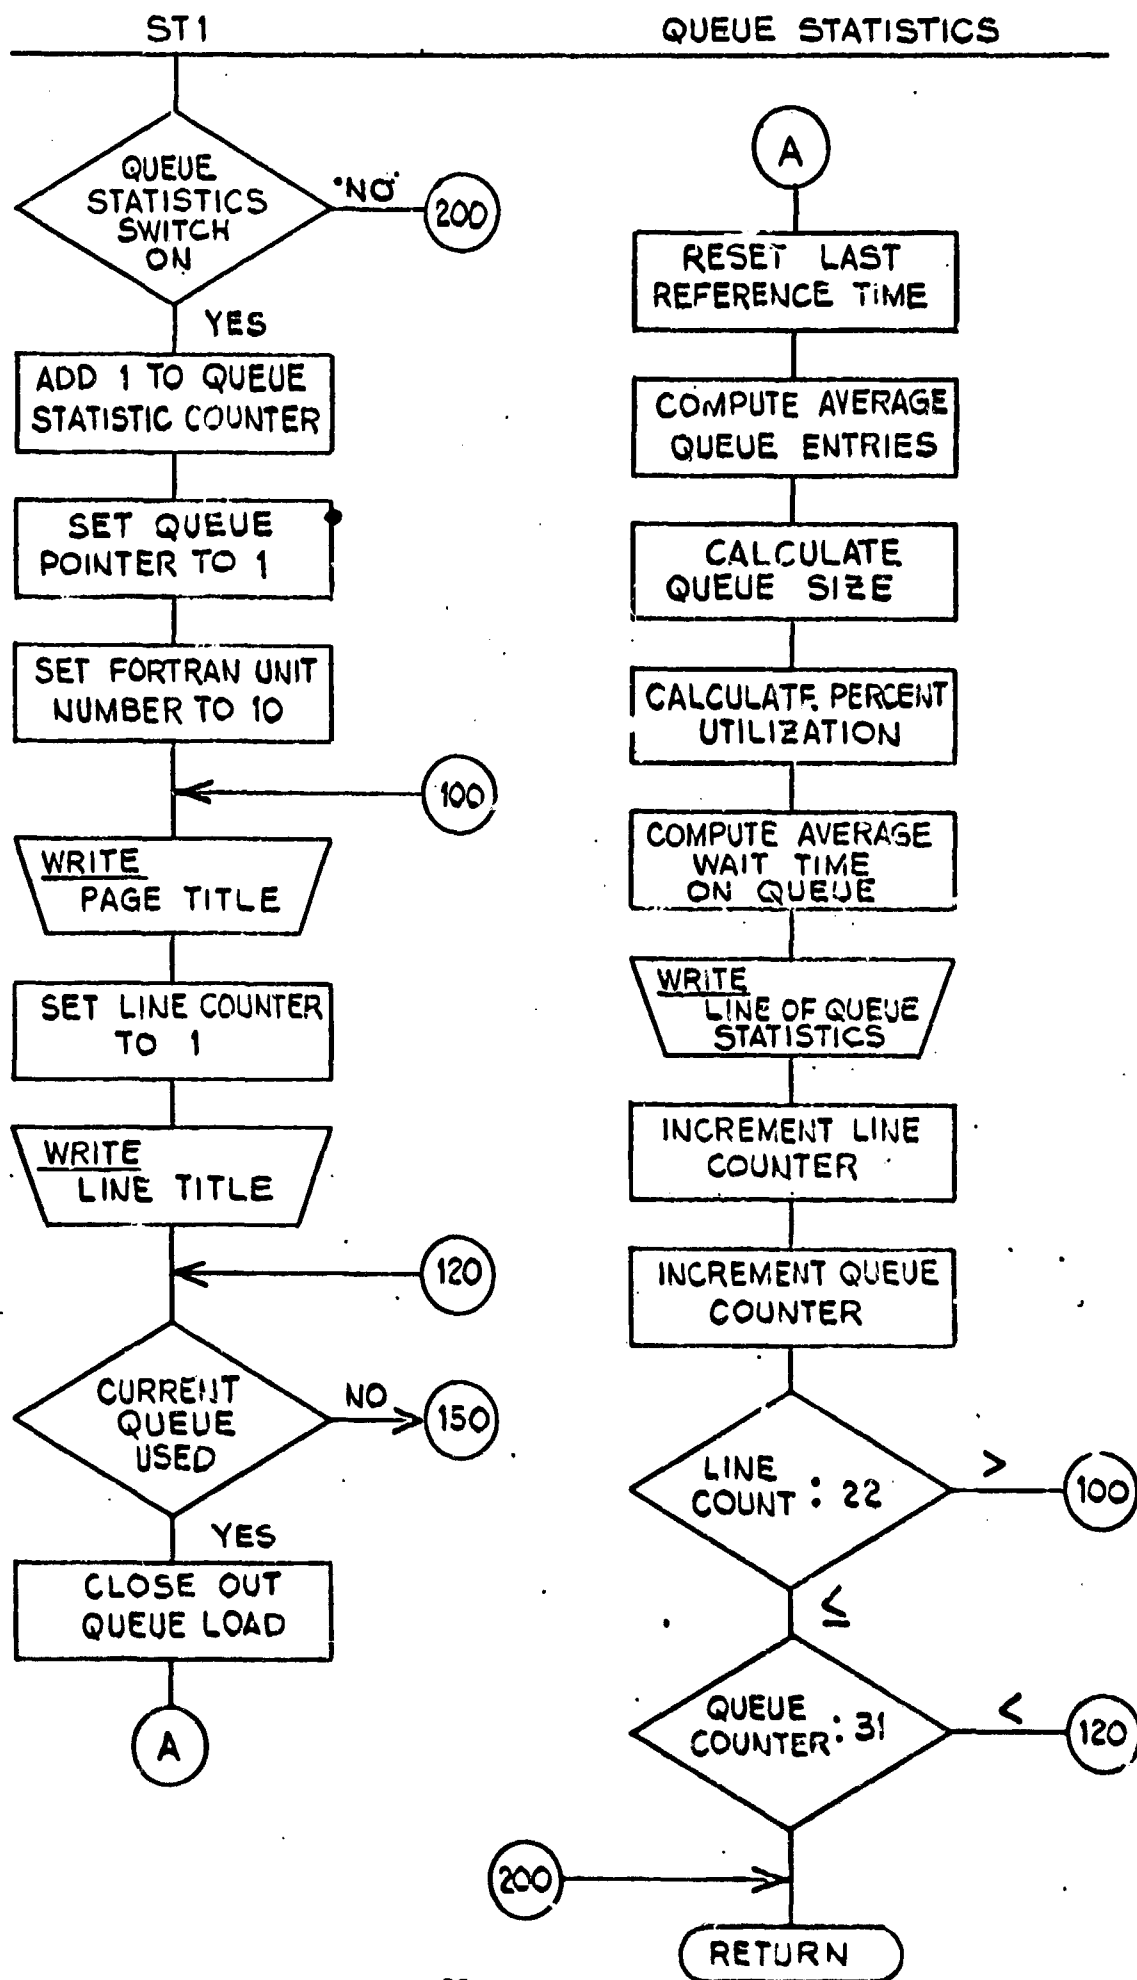 ST1
QUEUE STATISTICS
QUEUE
STATISTICS
SWITCH
ON
"NO"
200
YES
ADD 1 TO QUEUE
STATISTIC COUNTER
SET QUEUE
POINTER TO 1
SET FORTRAN UNIT
NUMBER TO 10
100
WRITE
PAGE TITLE
SET LINE COUNTER
TO 1
WRITE
LINE TITLE
120
CURRENT
QUEUE
USED
NO
150
YES
CLOSE OUT
QUEUE LOAD
A
A
RESET LAST
REFERENCE TIME
COMPUTE AVERAGE
QUEUE ENTRIES
CALCULATE
QUEUE SIZE
CALCULATE PERCENT
UTILIZATION
COMPUTE AVERAGE
WAIT TIME
ON QUEUE
WRITE
LINE OF QUEUE
STATISTICS
INCREMENT LINE
COUNTER
INCREMENT QUEUE
COUNTER
LINE
COUNT : 22
>
100
≤
QUEUE
COUNTER : 31
<
120
200
RETURN